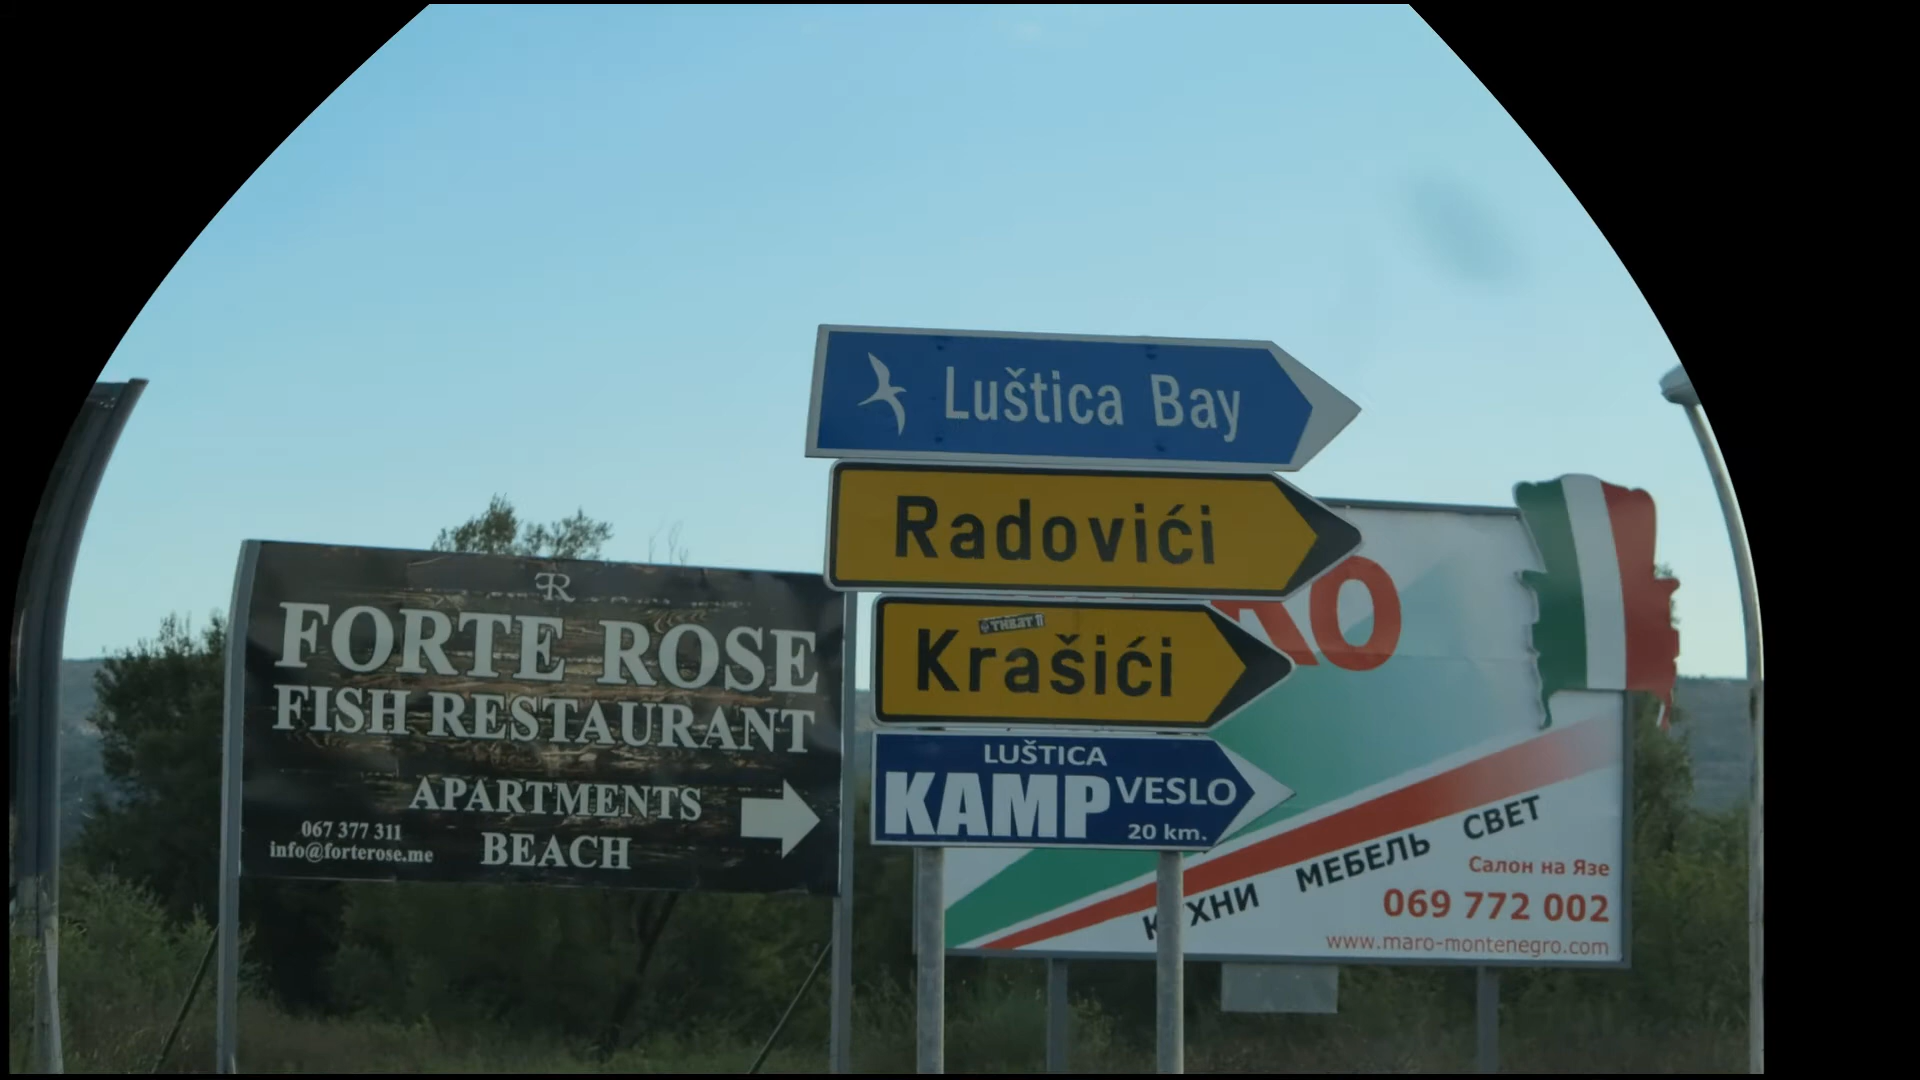 Luštica Bay
Radovići
Krašići
LUŠTICA
KAMP VESLO
20 km.
FORTE ROSE
FISH RESTAURANT
APARTMENTS
BEACH
067 377 311
info@forterose.me
КУХНИ МЕБЕЛЬ СВЕТ
Салон на Язе
069 772 002
www.maro-montenegro.com